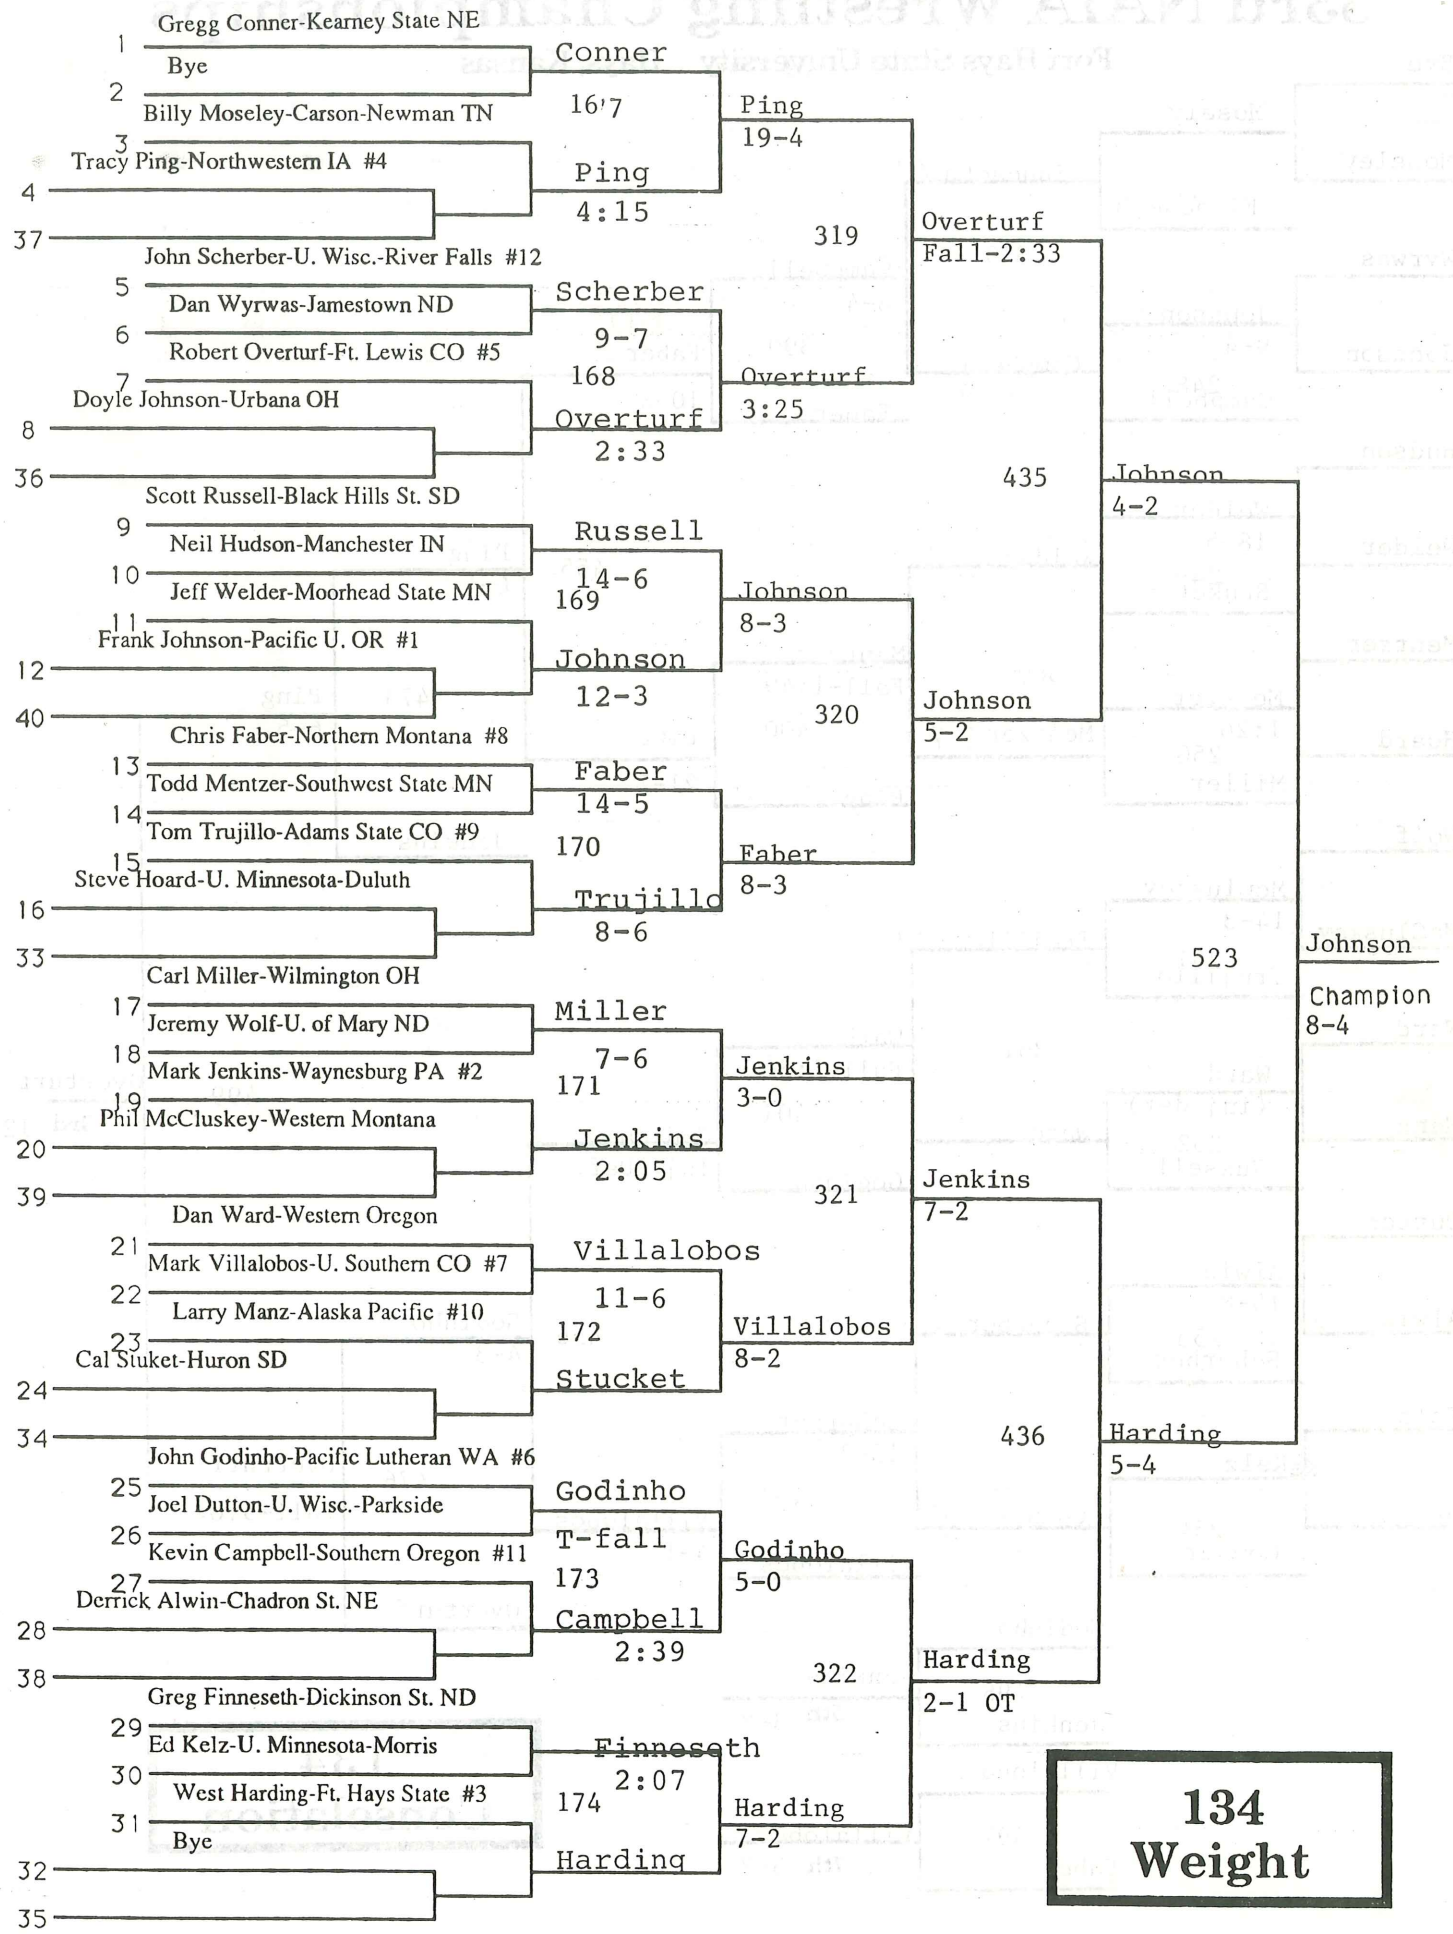 Gregg Conner-Kearney State NE
1
Bye
2
Billy Moseley-Carson-Newman TN
3
Tracy Ping-Northwestern IA #4
4
37
John Scherber-U. Wisc.-River Falls #12
5
Dan Wyrwas-Jamestown ND
6
Robert Overturf-Ft. Lewis CO #5
7
Doyle Johnson-Urbana OH
8
36
Scott Russell-Black Hills St. SD
9
Neil Hudson-Manchester IN
10
Jeff Welder-Moorhead State MN
11
Frank Johnson-Pacific U. OR #1
12
40
Chris Faber-Northern Montana #8
13
Todd Mentzer-Southwest State MN
14
Tom Trujillo-Adams State CO #9
15
Steve Hoard-U. Minnesota-Duluth
16
33
Carl Miller-Wilmington OH
17
Jeremy Wolf-U. of Mary ND
18
Mark Jenkins-Waynesburg PA #2
19
Phil McCluskey-Western Montana
20
39
Dan Ward-Western Oregon
21
Mark Villalobos-U. Southern CO #7
22
Larry Manz-Alaska Pacific #10
23
Cal Stuket-Huron SD
24
34
John Godinho-Pacific Lutheran WA #6
25
Joel Dutton-U. Wisc.-Parkside
26
Kevin Campbell-Southern Oregon #11
27
Derrick Alwin-Chadron St. NE
28
38
Greg Finneseth-Dickinson St. ND
29
Ed Kelz-U. Minnesota-Morris
30
West Harding-Ft. Hays State #3
31
Bye
32
35
Conner
16'7
Ping
4:15
Scherber
9-7
168
Overturf
2:33
Russell
14-6
169
Johnson
12-3
Faber
14-5
170
Trujillo
8-6
Miller
7-6
171
Jenkins
2:05
Villalobos
11-6
172
Stucket
Godinho
T-fall
173
Campbell
2:39
Finneseth
2:07
174
Harding
Ping
19-4
319
Overturf
3:25
Johnson
8-3
320
Faber
8-3
Jenkins
3-0
321
Villalobos
8-2
Godinho
5-0
322
Harding
7-2
Overturf
Fall-2:33
435
Johnson
5-2
Jenkins
7-2
436
Harding
2-1 OT
Johnson
4-2
523
Harding
5-4
Johnson
Champion
8-4
134
Weight